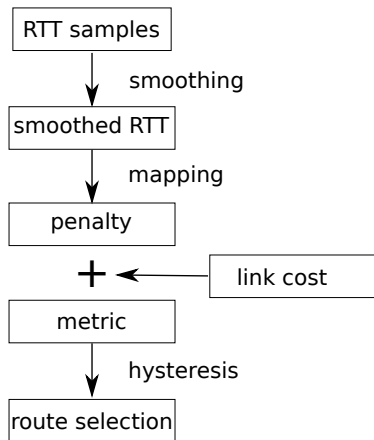 RTT samples
smoothing
smoothed RTT
mapping
penalty
+
link cost
metric
hysteresis
route selection